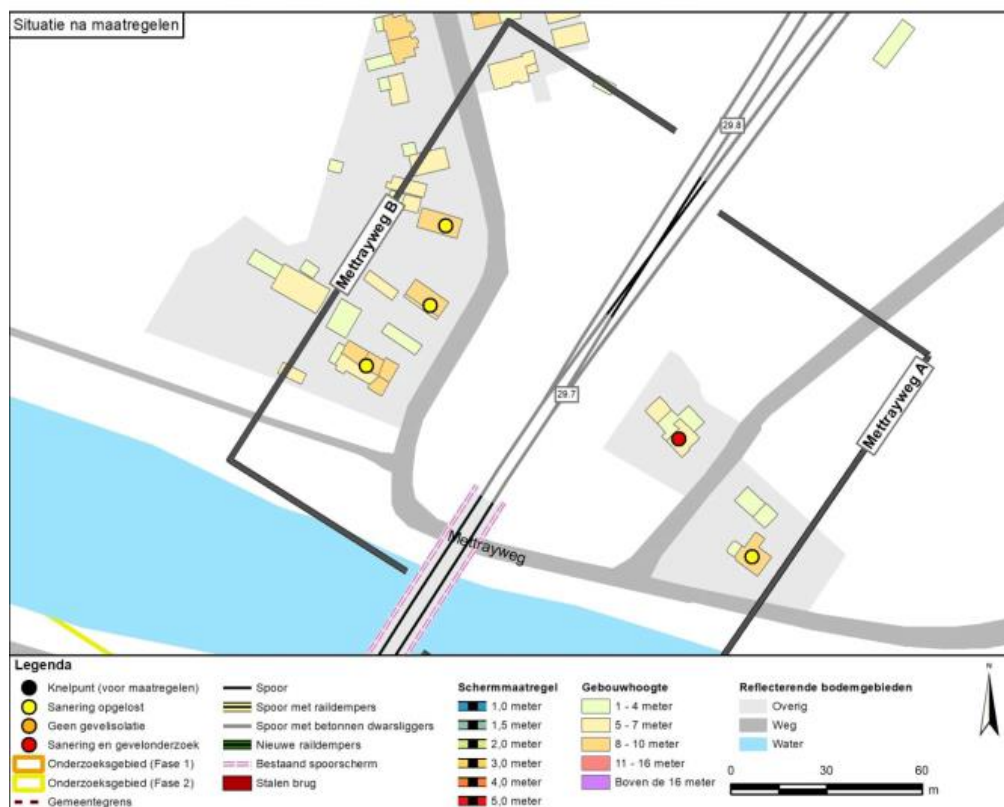 Situatie na maatregelen
29.8
Mettrayweg B
29.7
Mettrayweg A
Mettrayweg
Legenda
Knelpunt (voor maatregelen)
Sanering opgelost
Geen gevelisolatie
Sanering en gevelonderzoek
Onderzoeksgebied (Fase 1)
Onderzoeksgebied (Fase 2)
Gemeentegrens
Spoor
Spoor met raildempers
Spoor met betonnen dwarsliggers
Nieuwe raildempers
Bestaand spoorscherm
Stalen brug
Schermmaatregel
1,0 meter
1,5 meter
2,0 meter
3,0 meter
4,0 meter
5,0 meter
Gebouwhoogte
1 - 4 meter
5 - 7 meter
8 - 10 meter
11 - 16 meter
Boven de 16 meter
Reflecterende bodemgebieden
Overig
Weg
Water
N
0 30 60
m